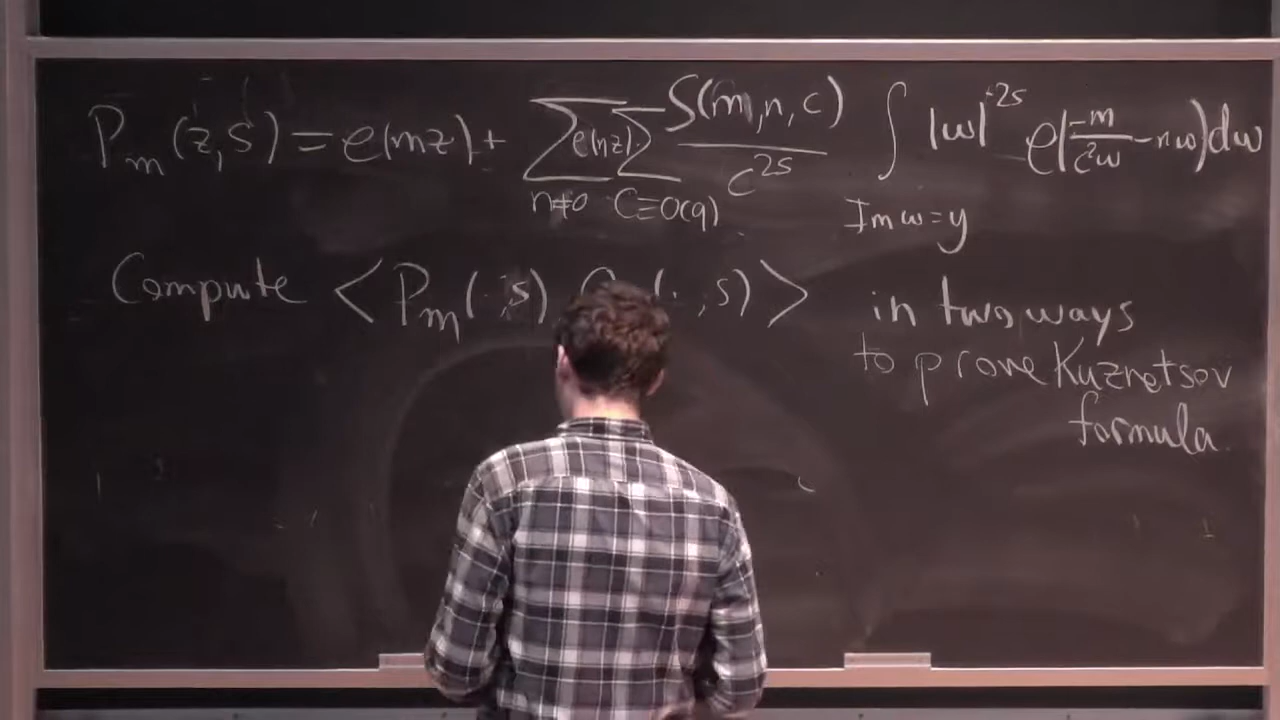 P_m(z,s) = e(mz) + ∑_{n≠0} e(nz) ∑_{c≡0(q)} S(m,n,c)/c^{2s} ∫_{Im w=y} |w|^{-2s} e(-m/(c²w) - nw)dw
Compute <P_m(·,s) (·,s)> in two ways
to prove Kuznetsov
formula.